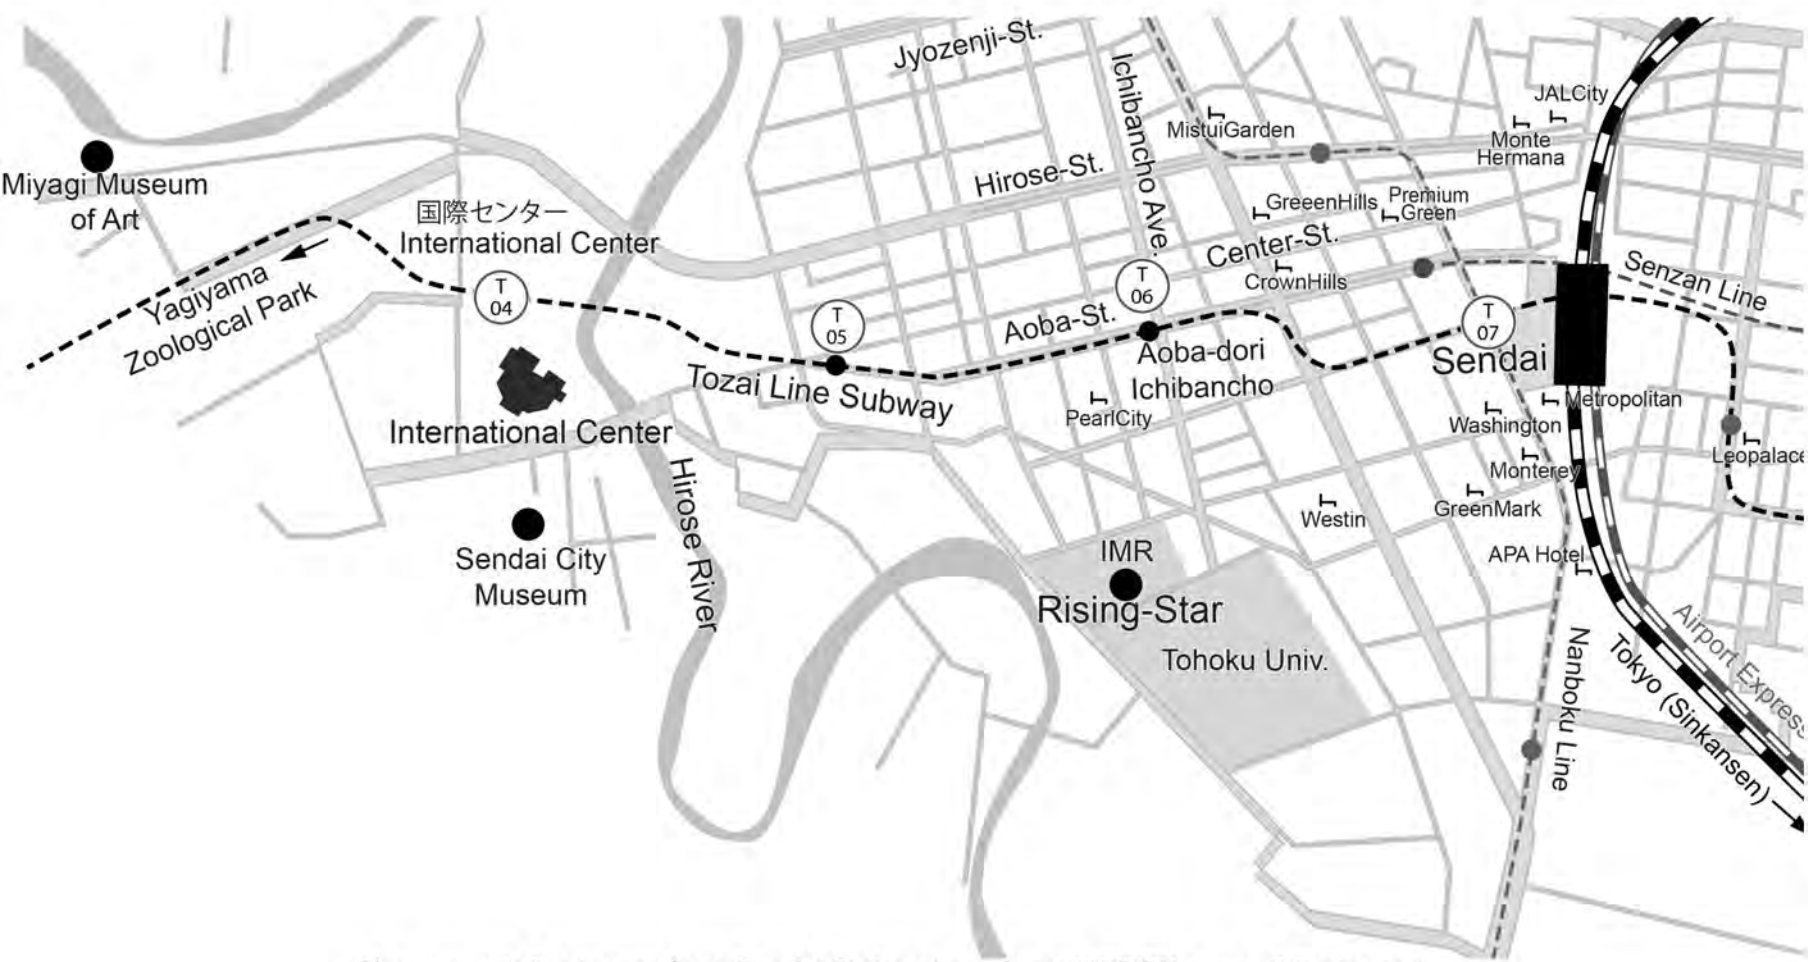 Jyozenji-St.
Ichibancho Ave.
JALCity
MistuiGarden
Monte
Hermana
Miyagi Museum
of Art
Hirose-St.
GreeenHills
Premium
Green
国際センター
International Center
Center-St.
CrownHills
Senzan Line
Yagiyama
Zoological Park
T
04
T
05
T
06
T
07
Aoba-St.
Aoba-dori
Ichibancho
Sendai
Tozai Line Subway
PearlCity
Metropolitan
Washington
International Center
Monterey
Leopalace
Hirose River
Westin
GreenMark
Sendai City
Museum
IMR
Rising-Star
APA Hotel
Tohoku Univ.
Nanboku Line
Tokyo (Sinkansen)
Airport Express